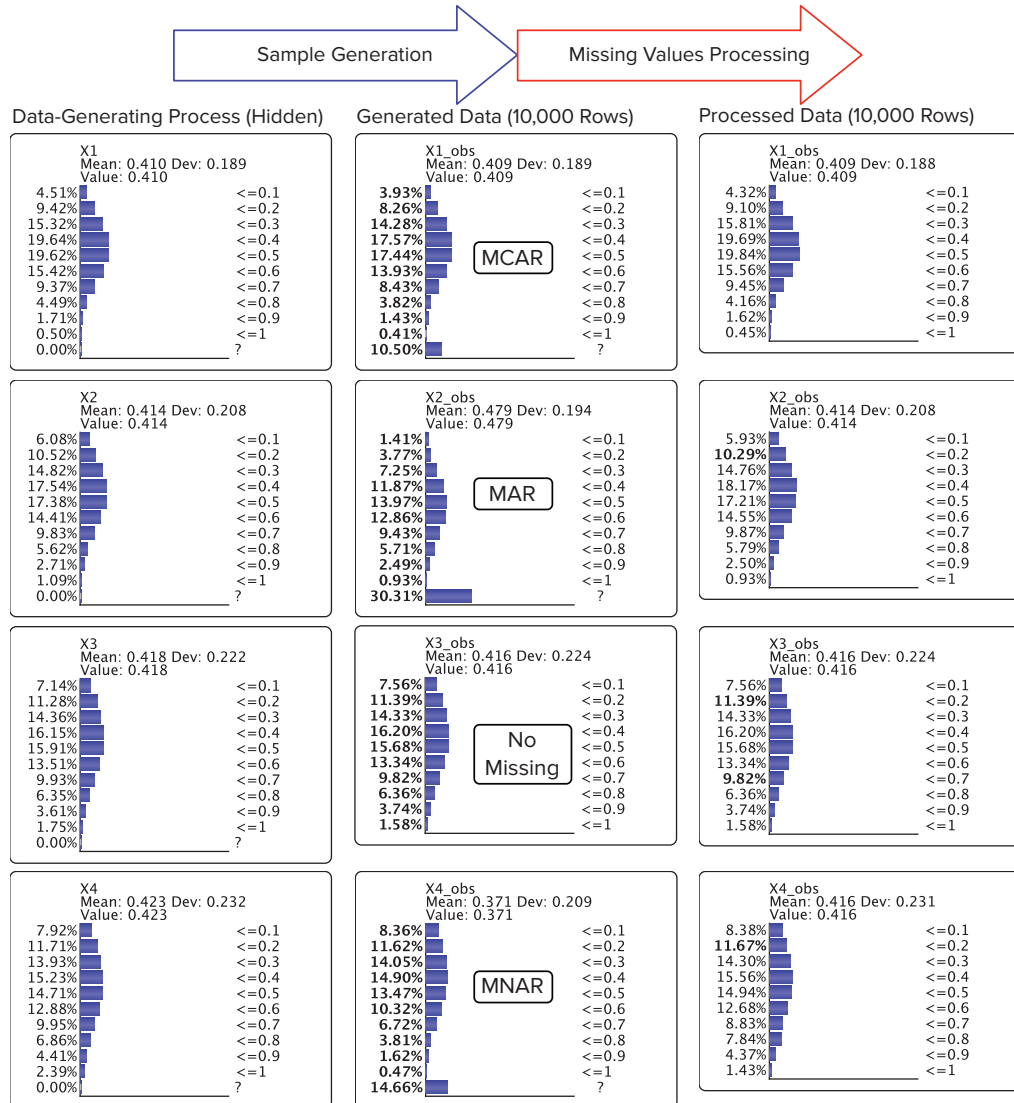 Sample Generation
Missing Values Processing
Data-Generating Process (Hidden)
Generated Data (10,000 Rows)
Processed Data (10,000 Rows)
X1
Mean: 0.410 Dev: 0.189
Value: 0.410
4.51% <=0.1
9.42% <=0.2
15.32% <=0.3
19.64% <=0.4
19.62% <=0.5
15.42% <=0.6
9.37% <=0.7
4.49% <=0.8
1.71% <=0.9
0.50% <=1
0.00% ?
X1_obs
Mean: 0.409 Dev: 0.189
Value: 0.409
3.93% <=0.1
8.26% <=0.2
14.28% <=0.3
17.57% <=0.4
17.44% <=0.5
13.93% <=0.6
8.43% <=0.7
3.82% <=0.8
1.43% <=0.9
0.41% <=1
10.50% ?
MCAR
X1_obs
Mean: 0.409 Dev: 0.188
Value: 0.409
4.32% <=0.1
9.10% <=0.2
15.81% <=0.3
19.69% <=0.4
19.84% <=0.5
15.56% <=0.6
9.45% <=0.7
4.16% <=0.8
1.62% <=0.9
0.45% <=1
X2
Mean: 0.414 Dev: 0.208
Value: 0.414
6.08% <=0.1
10.52% <=0.2
14.82% <=0.3
17.54% <=0.4
17.38% <=0.5
14.41% <=0.6
9.83% <=0.7
5.62% <=0.8
2.71% <=0.9
1.09% <=1
0.00% ?
X2_obs
Mean: 0.479 Dev: 0.194
Value: 0.479
1.41% <=0.1
3.77% <=0.2
7.25% <=0.3
11.87% <=0.4
13.97% <=0.5
12.86% <=0.6
9.43% <=0.7
5.71% <=0.8
2.49% <=0.9
0.93% <=1
30.31% ?
MAR
X2_obs
Mean: 0.414 Dev: 0.208
Value: 0.414
5.93% <=0.1
10.29% <=0.2
14.76% <=0.3
18.17% <=0.4
17.21% <=0.5
14.55% <=0.6
9.87% <=0.7
5.79% <=0.8
2.50% <=0.9
0.93% <=1
X3
Mean: 0.418 Dev: 0.222
Value: 0.418
7.14% <=0.1
11.28% <=0.2
14.36% <=0.3
16.15% <=0.4
15.91% <=0.5
13.51% <=0.6
9.93% <=0.7
6.35% <=0.8
3.61% <=0.9
1.75% <=1
0.00% ?
X3_obs
Mean: 0.416 Dev: 0.224
Value: 0.416
7.56% <=0.1
11.39% <=0.2
14.33% <=0.3
16.20% <=0.4
15.68% <=0.5
13.34% <=0.6
9.82% <=0.7
6.36% <=0.8
3.74% <=0.9
1.58% <=1
No
Missing
X3_obs
Mean: 0.416 Dev: 0.224
Value: 0.416
7.56% <=0.1
11.39% <=0.2
14.33% <=0.3
16.20% <=0.4
15.68% <=0.5
13.34% <=0.6
9.82% <=0.7
6.36% <=0.8
3.74% <=0.9
1.58% <=1
X4
Mean: 0.423 Dev: 0.232
Value: 0.423
7.92% <=0.1
11.71% <=0.2
13.93% <=0.3
15.23% <=0.4
14.71% <=0.5
12.88% <=0.6
9.95% <=0.7
6.86% <=0.8
4.41% <=0.9
2.39% <=1
0.00% ?
X4_obs
Mean: 0.371 Dev: 0.209
Value: 0.371
8.36% <=0.1
11.62% <=0.2
14.05% <=0.3
14.90% <=0.4
13.47% <=0.5
10.32% <=0.6
6.72% <=0.7
3.81% <=0.8
1.62% <=0.9
0.47% <=1
14.66% ?
MNAR
X4_obs
Mean: 0.416 Dev: 0.231
Value: 0.416
8.38% <=0.1
11.67% <=0.2
14.30% <=0.3
15.56% <=0.4
14.94% <=0.5
12.68% <=0.6
8.83% <=0.7
7.84% <=0.8
4.37% <=0.9
1.43% <=1